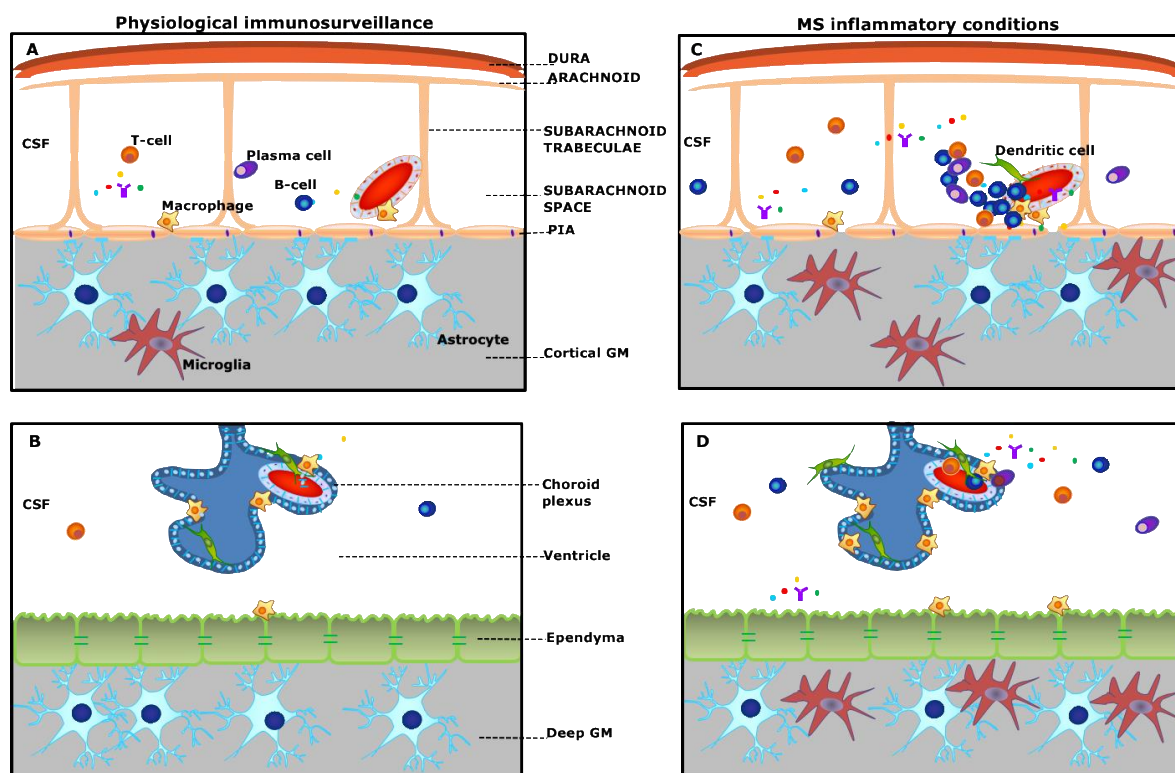 Physiological immunosurveillance
MS inflammatory conditions
A
DURA
ARACHNOID
CSF
T-cell
Plasma cell
B-cell
Macrophage
SUBARACHNOID
TRABECULAE
SUBARACHNOID
SPACE
PIA
Astrocyte
Microglia
Cortical GM
C
CSF
Dendritic cell
B
CSF
Choroid
plexus
Ventricle
Ependyma
Deep GM
D
CSF